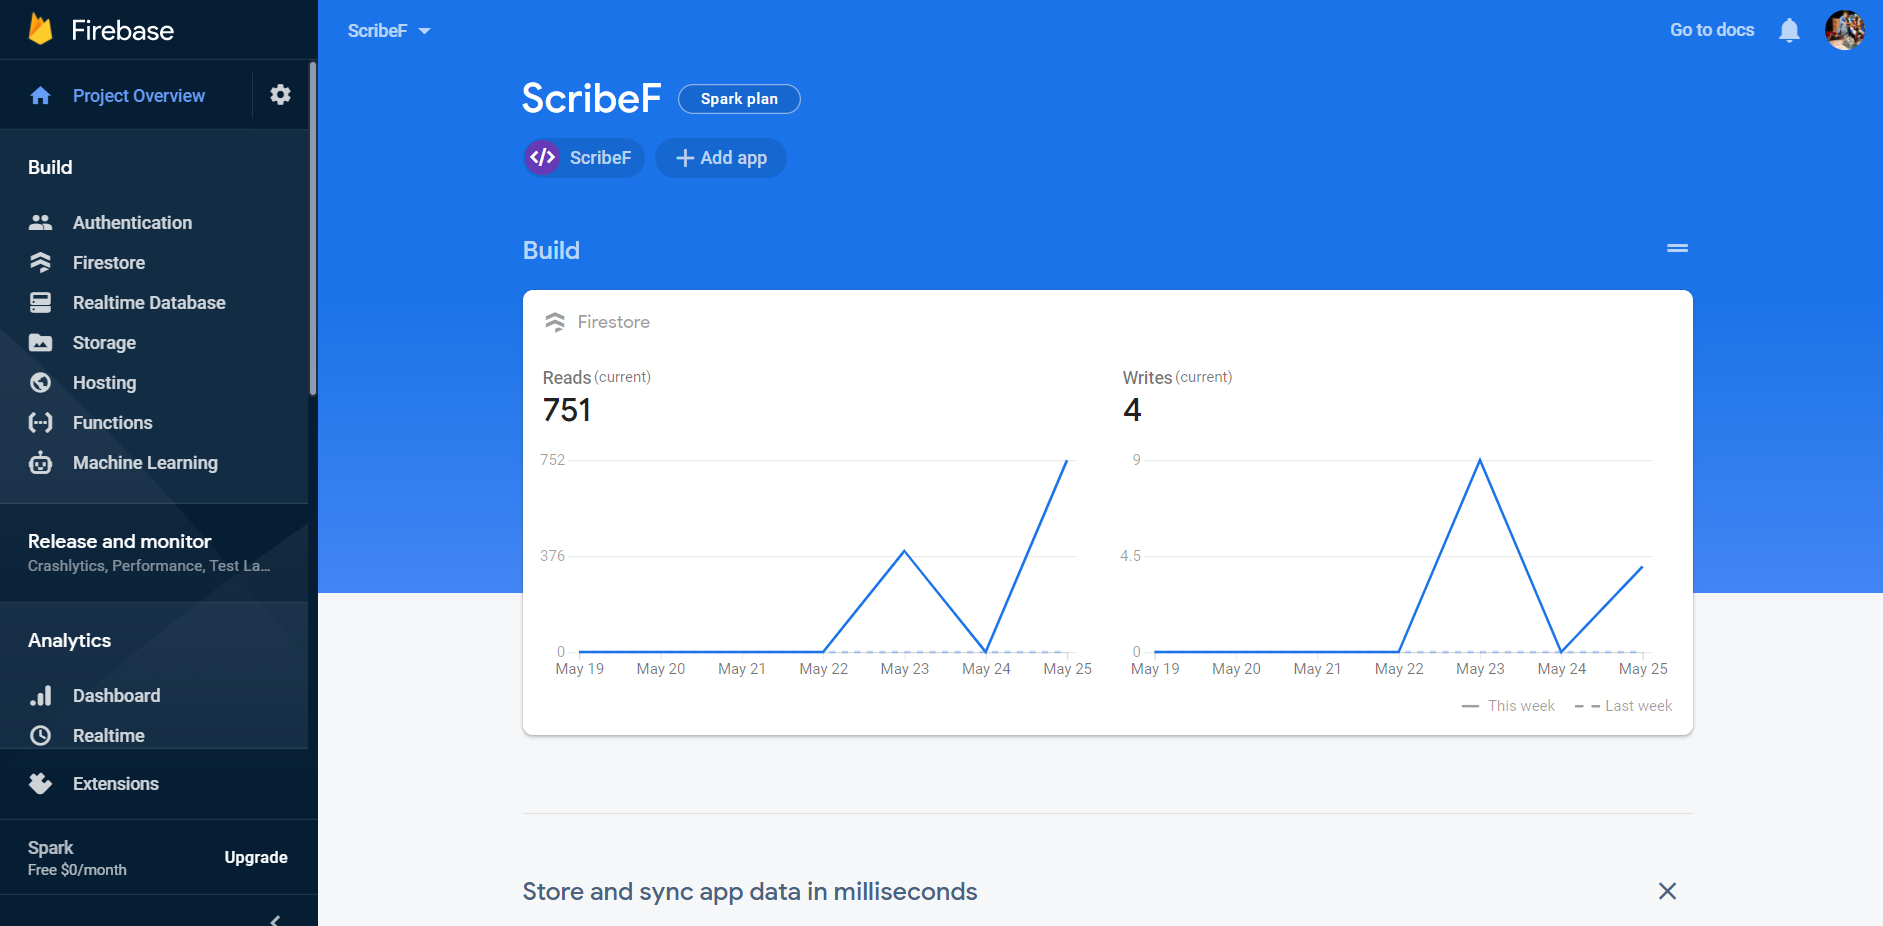 Firebase
Project Overview
Build
Authentication
Firestore
Realtime Database
Storage
Hosting
Functions
Machine Learning
Release and monitor
Crashlytics, Performance, Test La...
Analytics
Dashboard
Realtime
Extensions
Spark
Free $0/month
Upgrade
ScribeF
Go to docs
ScribeF
Spark plan
</> ScribeF
+ Add app
Build
Firestore
Reads (current)
751
752
376
0
May 19 May 20 May 21 May 22 May 23 May 24 May 25
Writes (current)
4
9
4.5
0
May 19 May 20 May 21 May 22 May 23 May 24 May 25
This week Last week
Store and sync app data in milliseconds